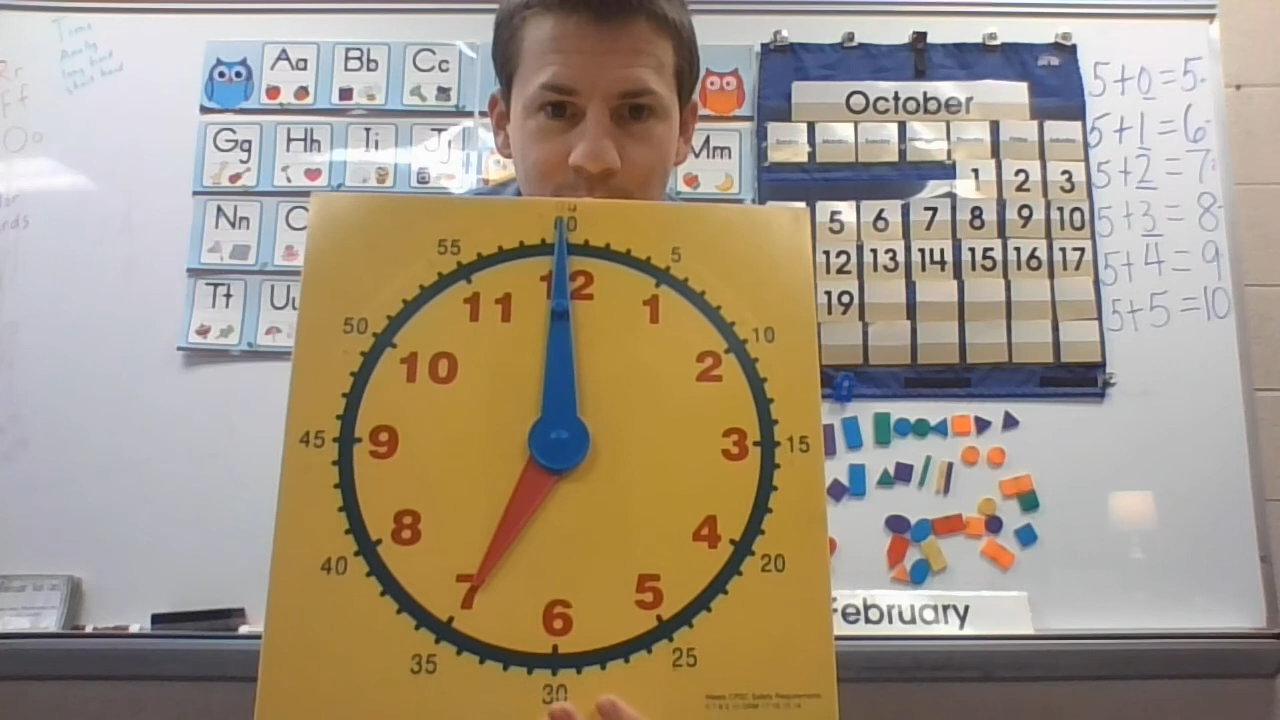 Time
Analog
long hand
short hand
Rr
Ff
Oo
Aa Bb Cc
Gg Hh Ii Jj Mm
Nn
Tt
October
1 2 3
5 6 7 8 9 10
12 13 14 15 16 17
19
5+0=5
5+1=6
5+2=7
5+3=8
5+4=9
5+5=10
55 5
12
11 1
50 10
10 2
45 9 3 15
8 4
40 20
7 5
6
35 25
30
February